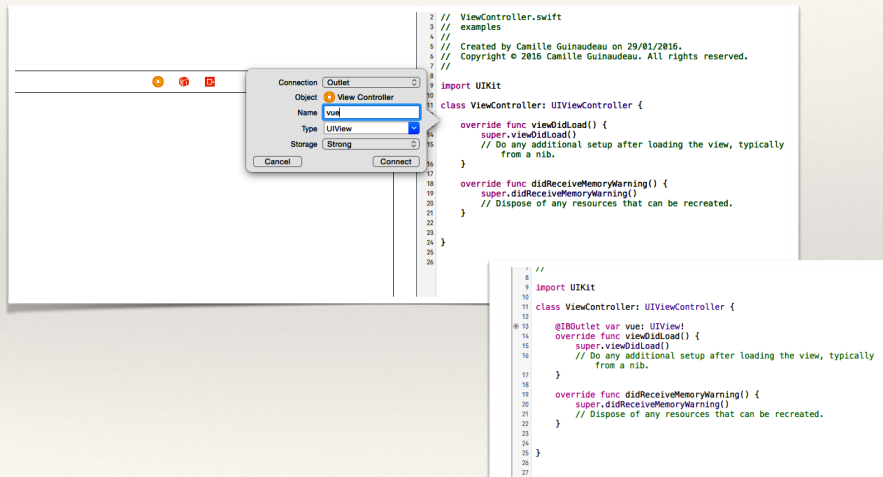 Connection Outlet
Object View Controller
Name vue
Type UIView
Storage Strong
Cancel Connect
2 // ViewController.swift
3 // examples
4 //
5 // Created by Camille Guinaudeau on 29/01/2016.
6 // Copyright © 2016 Camille Guinaudeau. All rights reserved.
7 //
8
9 import UIKit
10
11 class ViewController: UIViewController {
override func viewDidLoad() {
14 super.viewDidLoad()
15 // Do any additional setup after loading the view, typically
from a nib.
16 }
17
18 override func didReceiveMemoryWarning() {
19 super.didReceiveMemoryWarning()
20 // Dispose of any resources that can be recreated.
21 }
22
23
24 }
25
26
7 //
8
9 import UIKit
10
11 class ViewController: UIViewController {
12
13 @IBOutlet var vue: UIView!
14 override func viewDidLoad() {
15 super.viewDidLoad()
16 // Do any additional setup after loading the view, typically
from a nib.
17 }
18
19 override func didReceiveMemoryWarning() {
20 super.didReceiveMemoryWarning()
21 // Dispose of any resources that can be recreated.
22 }
23
24
25 }
26
27